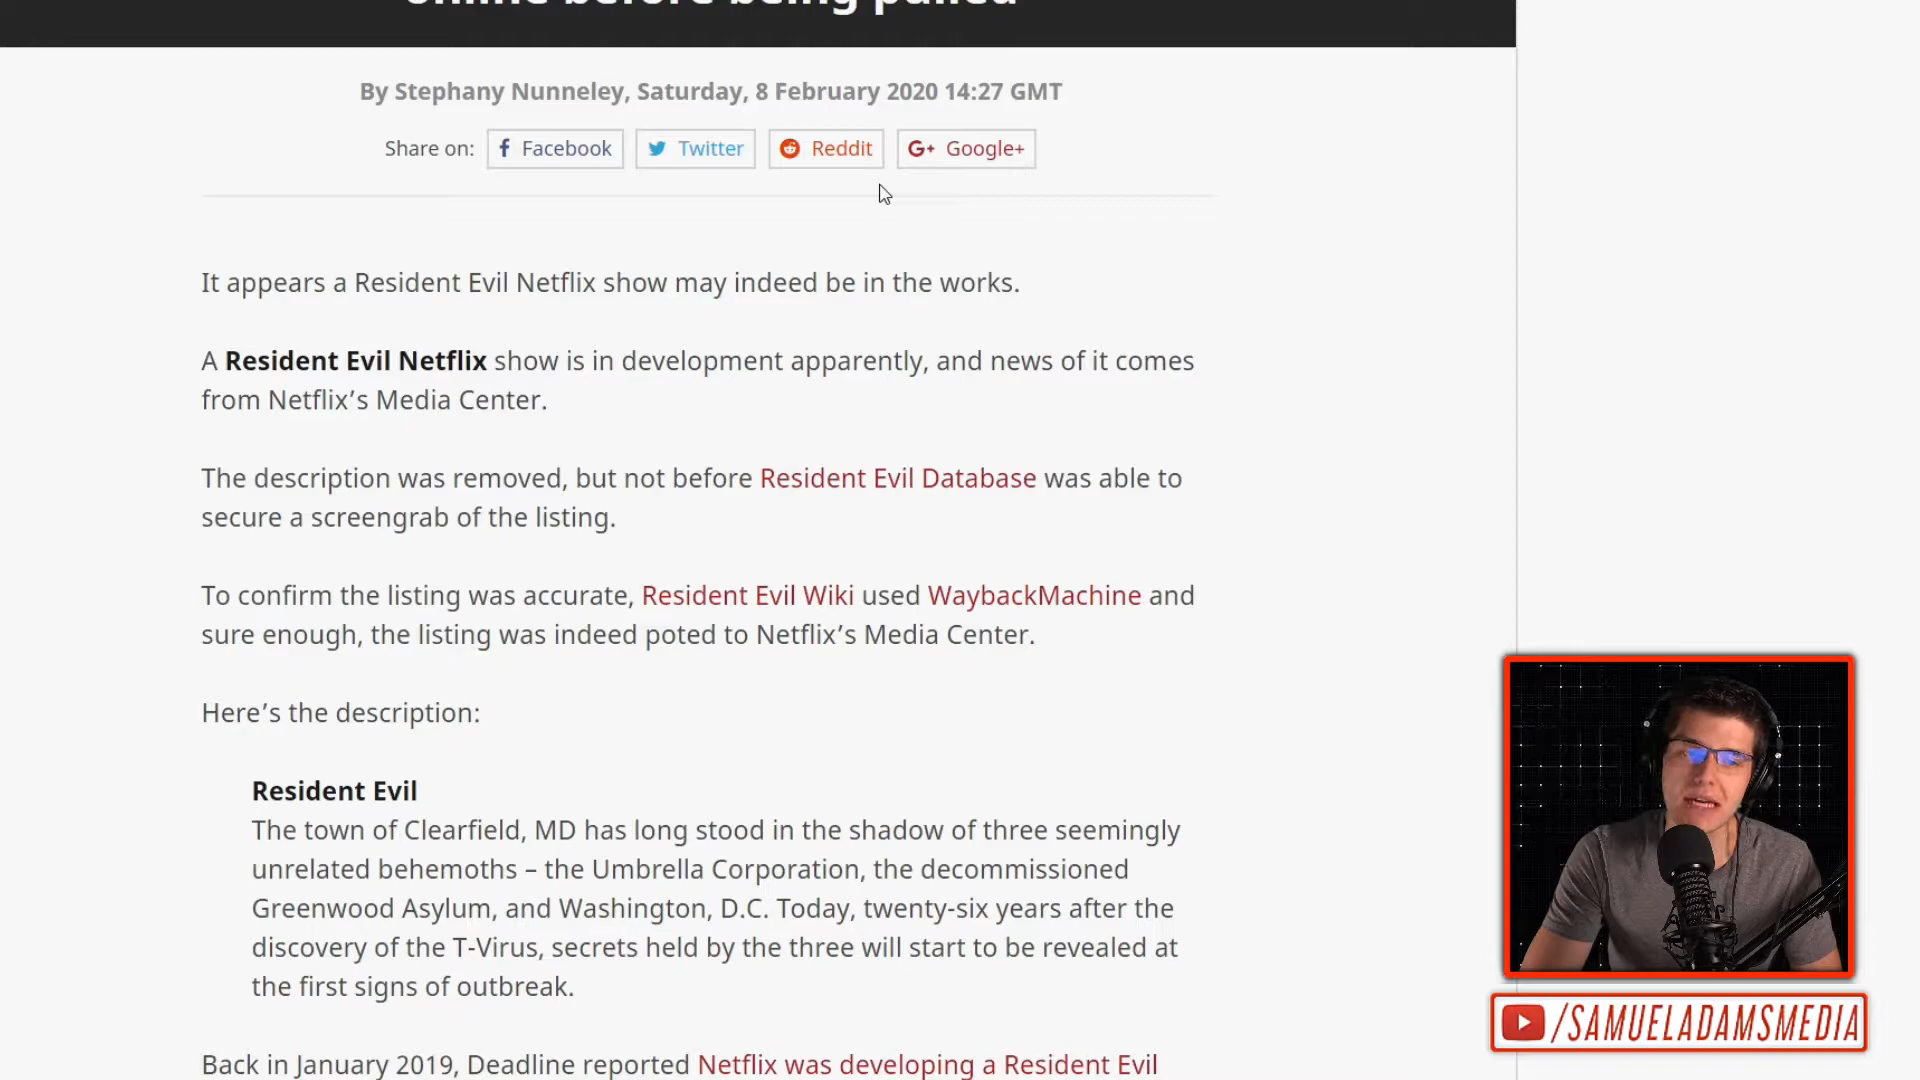 online before being pulled
By Stephany Nunneley, Saturday, 8 February 2020 14:27 GMT
Share on: Facebook Twitter Reddit G+ Google+
It appears a Resident Evil Netflix show may indeed be in the works.
A Resident Evil Netflix show is in development apparently, and news of it comes
from Netflix’s Media Center.
The description was removed, but not before Resident Evil Database was able to
secure a screengrab of the listing.
To confirm the listing was accurate, Resident Evil Wiki used WaybackMachine and
sure enough, the listing was indeed poted to Netflix’s Media Center.
Here’s the description:
Resident Evil
The town of Clearfield, MD has long stood in the shadow of three seemingly
unrelated behemoths – the Umbrella Corporation, the decommissioned
Greenwood Asylum, and Washington, D.C. Today, twenty-six years after the
discovery of the T-Virus, secrets held by the three will start to be revealed at
the first signs of outbreak.
Back in January 2019, Deadline reported Netflix was developing a Resident Evil
/SAMUELADAMSMEDIA